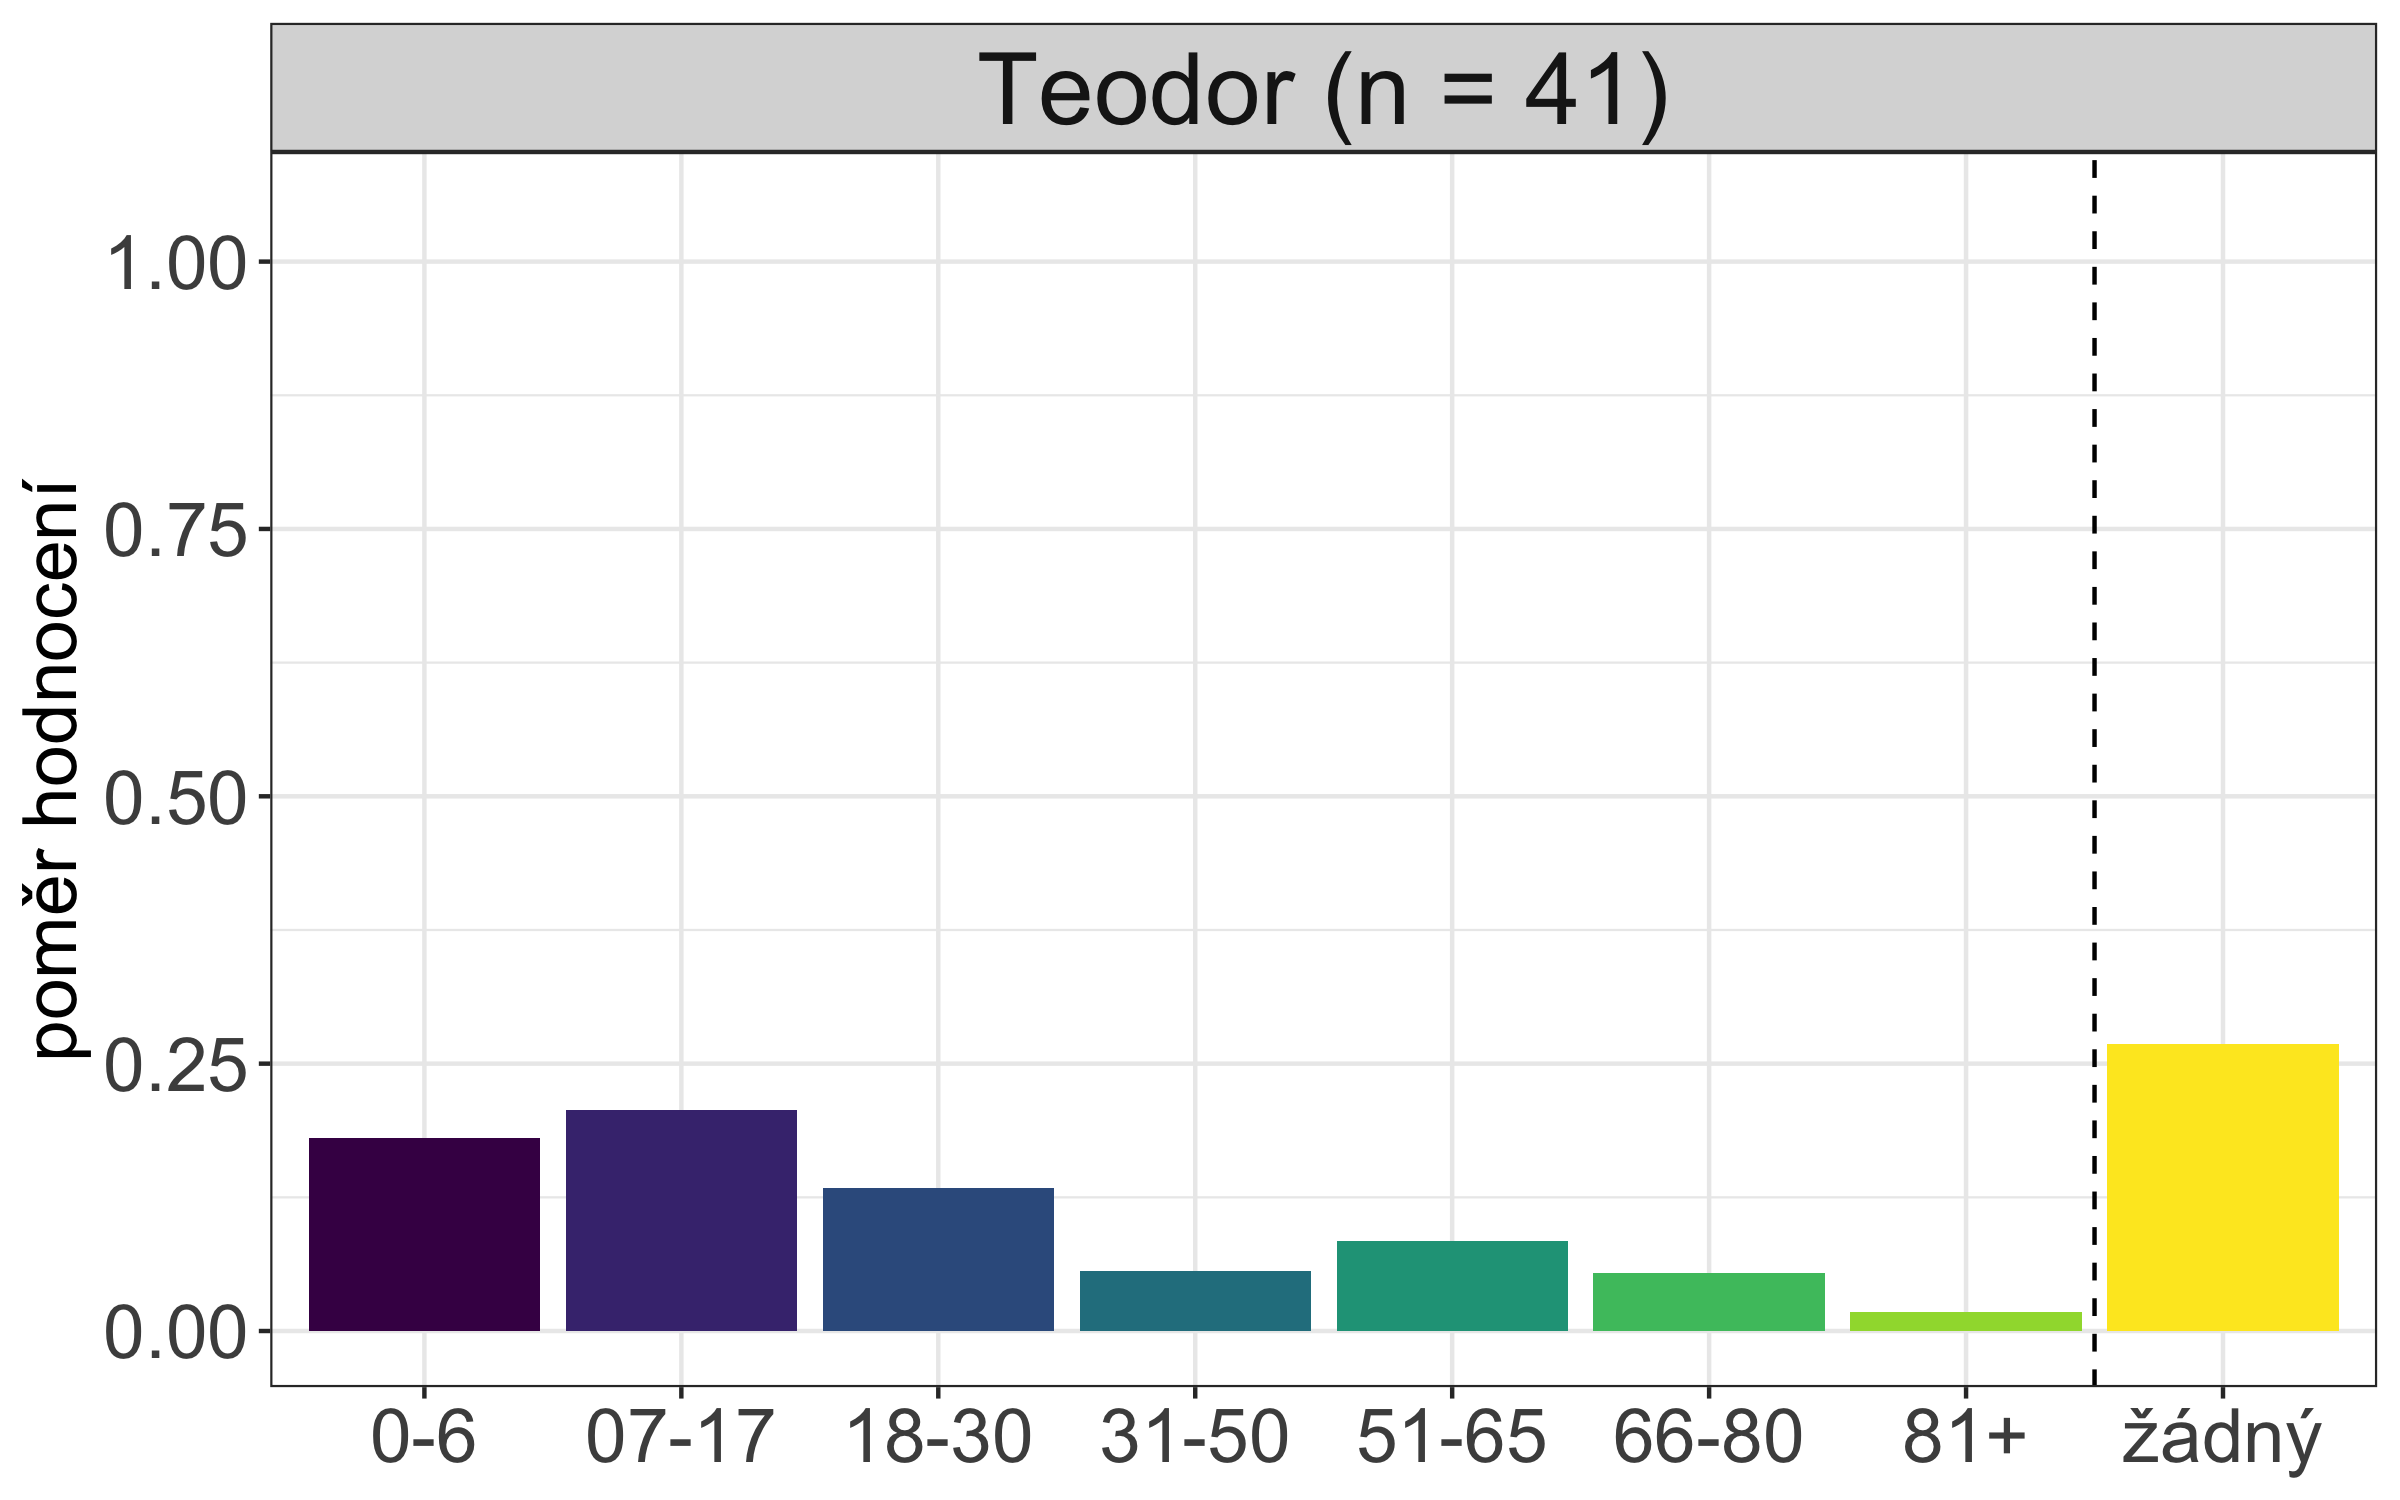 Teodor (n = 41)
poměr hodnocení
1.00
0.75
0.50
0.25
0.00
0-6 07-17 18-30 31-50 51-65 66-80 81+ žádný